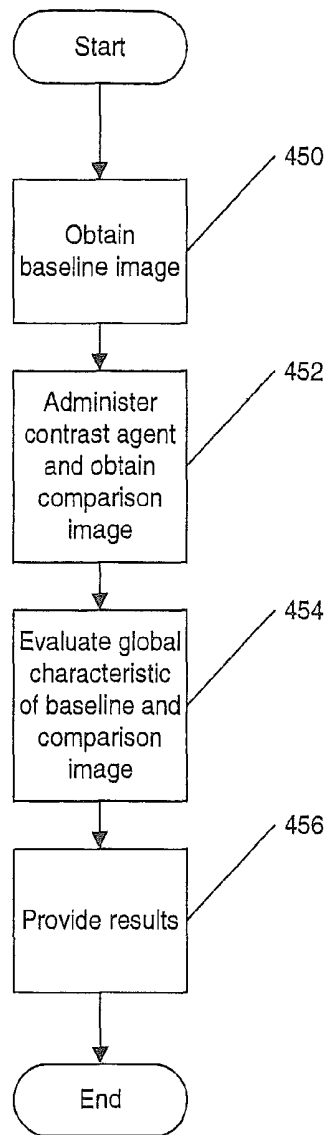 Start
450
Obtain
baseline image
452
Administer
contrast agent
and obtain
comparison
image
454
Evaluate global
characteristic
of baseline and
comparison
image
456
Provide results
End